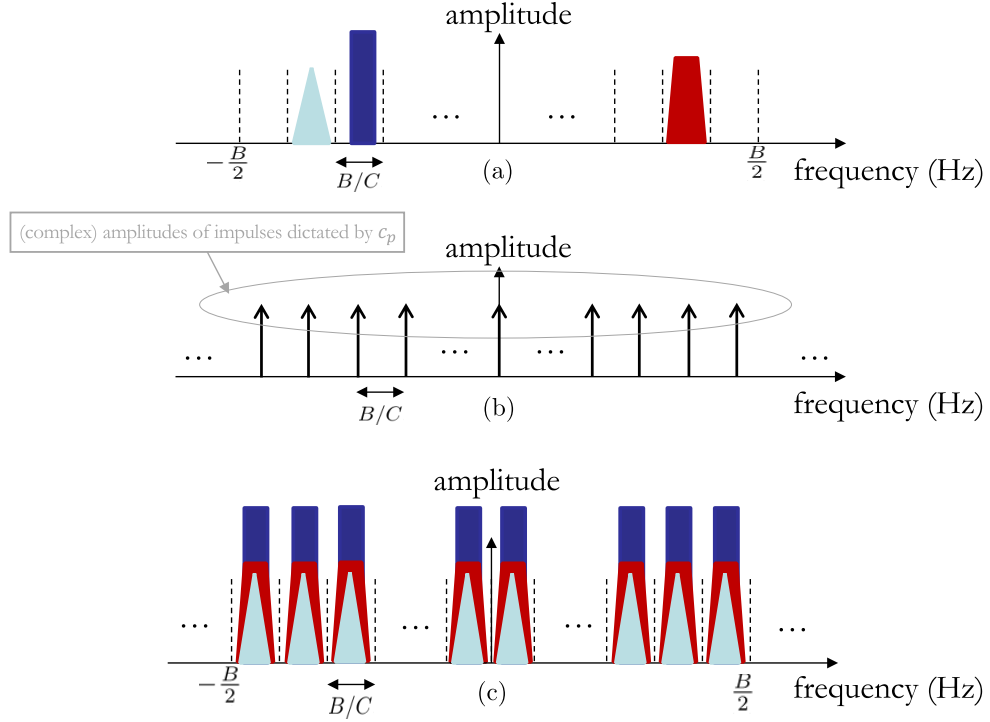 amplitude
... ...
−B/2 B/C (a) B/2 frequency (Hz)
(complex) amplitudes of impulses dictated by c_p
amplitude
... ... ... ...
B/C (b) frequency (Hz)
amplitude
... ... ... ...
−B/2 B/C (c) B/2 frequency (Hz)